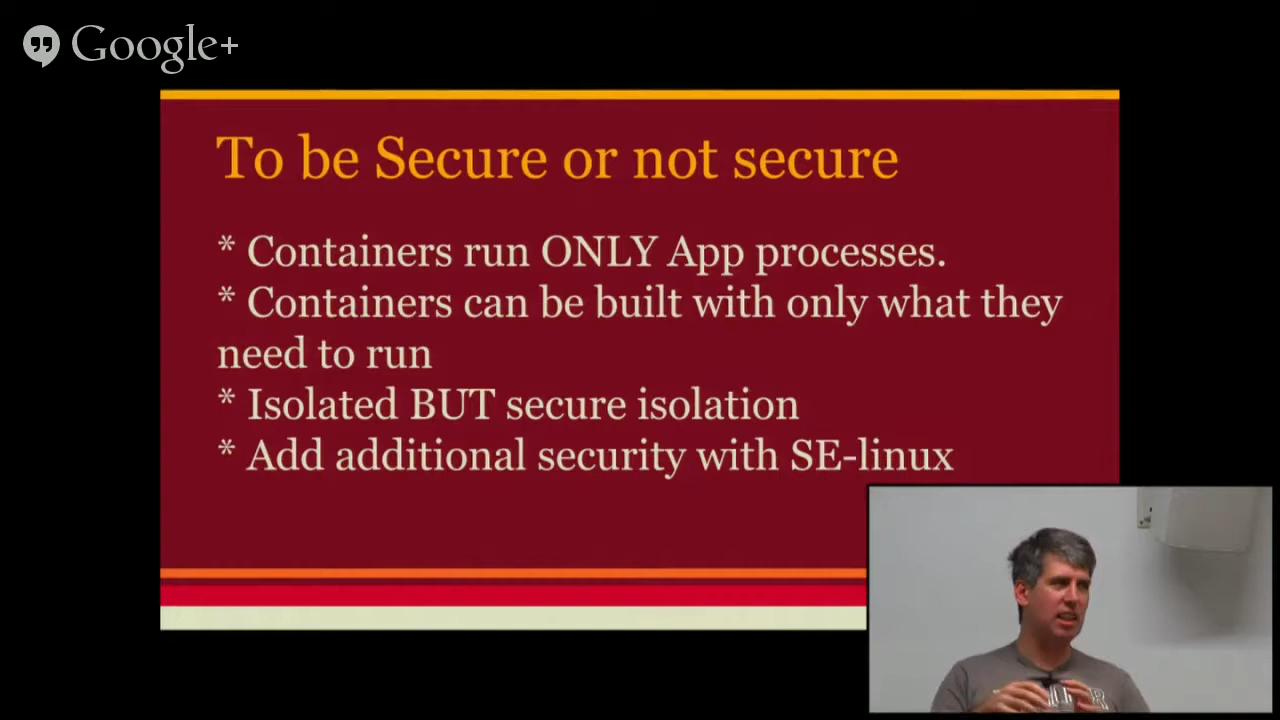 Google+
To be Secure or not secure
* Containers run ONLY App processes.
* Containers can be built with only what they
need to run
* Isolated BUT secure isolation
* Add additional security with SE-linux